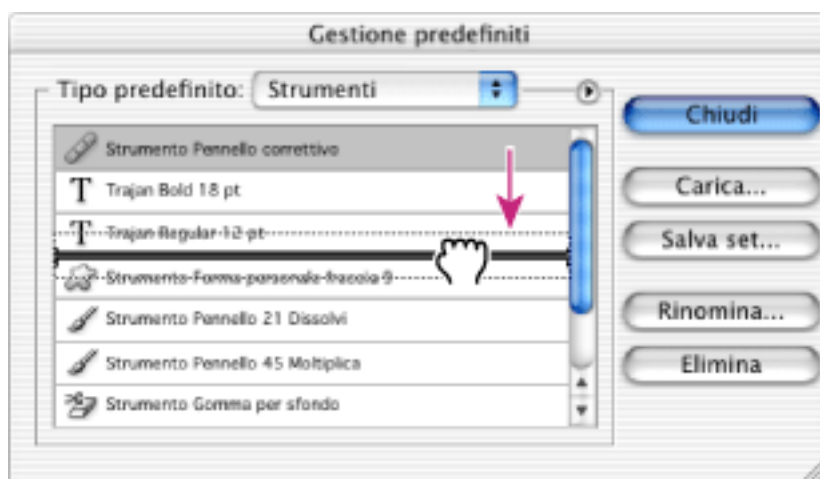 Gestione predefiniti
Tipo predefinito: Strumenti
Chiudi
Strumento Pennello correttivo
Trajan Bold 18 pt
Carica...
Trajan Regular 12 pt
Salva set...
Strumento Forma personale freccia 9
Strumento Pennello 21 Dissolvi
Rinomina...
Strumento Pennello 45 Moltiplica
Elimina
Strumento Gomma per sfondo